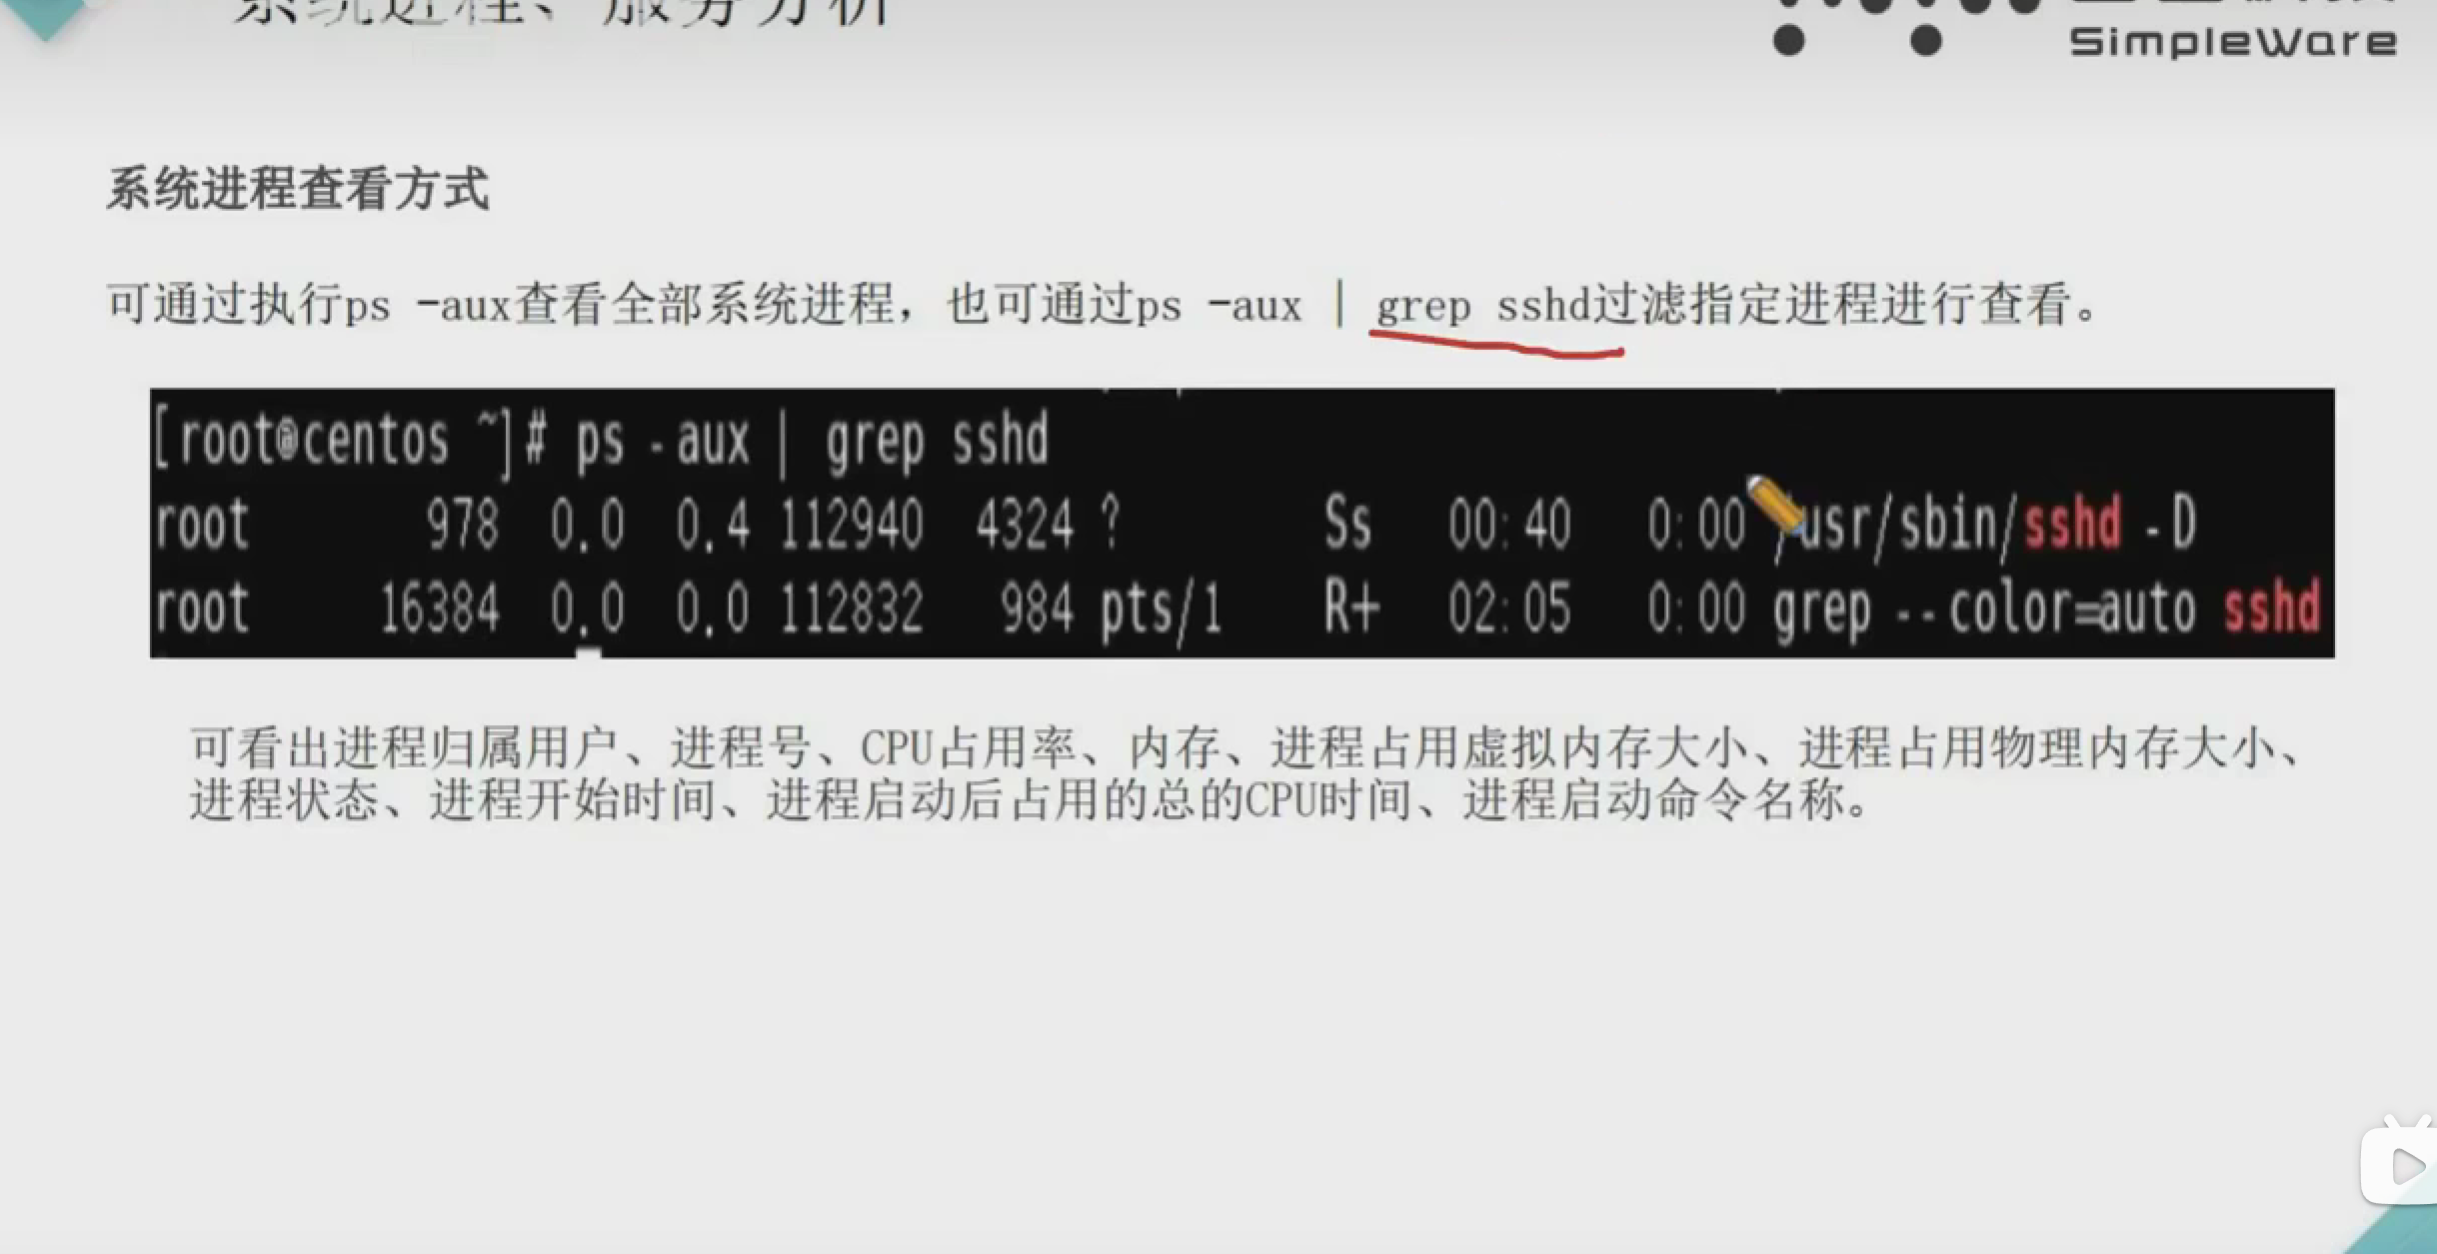 系统进程、服务分析
SimpleWare
系统进程查看方式
可通过执行ps -aux查看全部系统进程，也可通过ps -aux | grep sshd过滤指定进程进行查看。
[root@centos ~]# ps -aux | grep sshd
root 978 0.0 0.4 112940 4324 ? Ss 00:40 0:00 /usr/sbin/sshd -D
root 16384 0.0 0.0 112832 984 pts/1 R+ 02:05 0:00 grep --color=auto sshd
可看出进程归属用户、进程号、CPU占用率、内存、进程占用虚拟内存大小、进程占用物理内存大小、
进程状态、进程开始时间、进程启动后占用的总的CPU时间、进程启动命令名称。